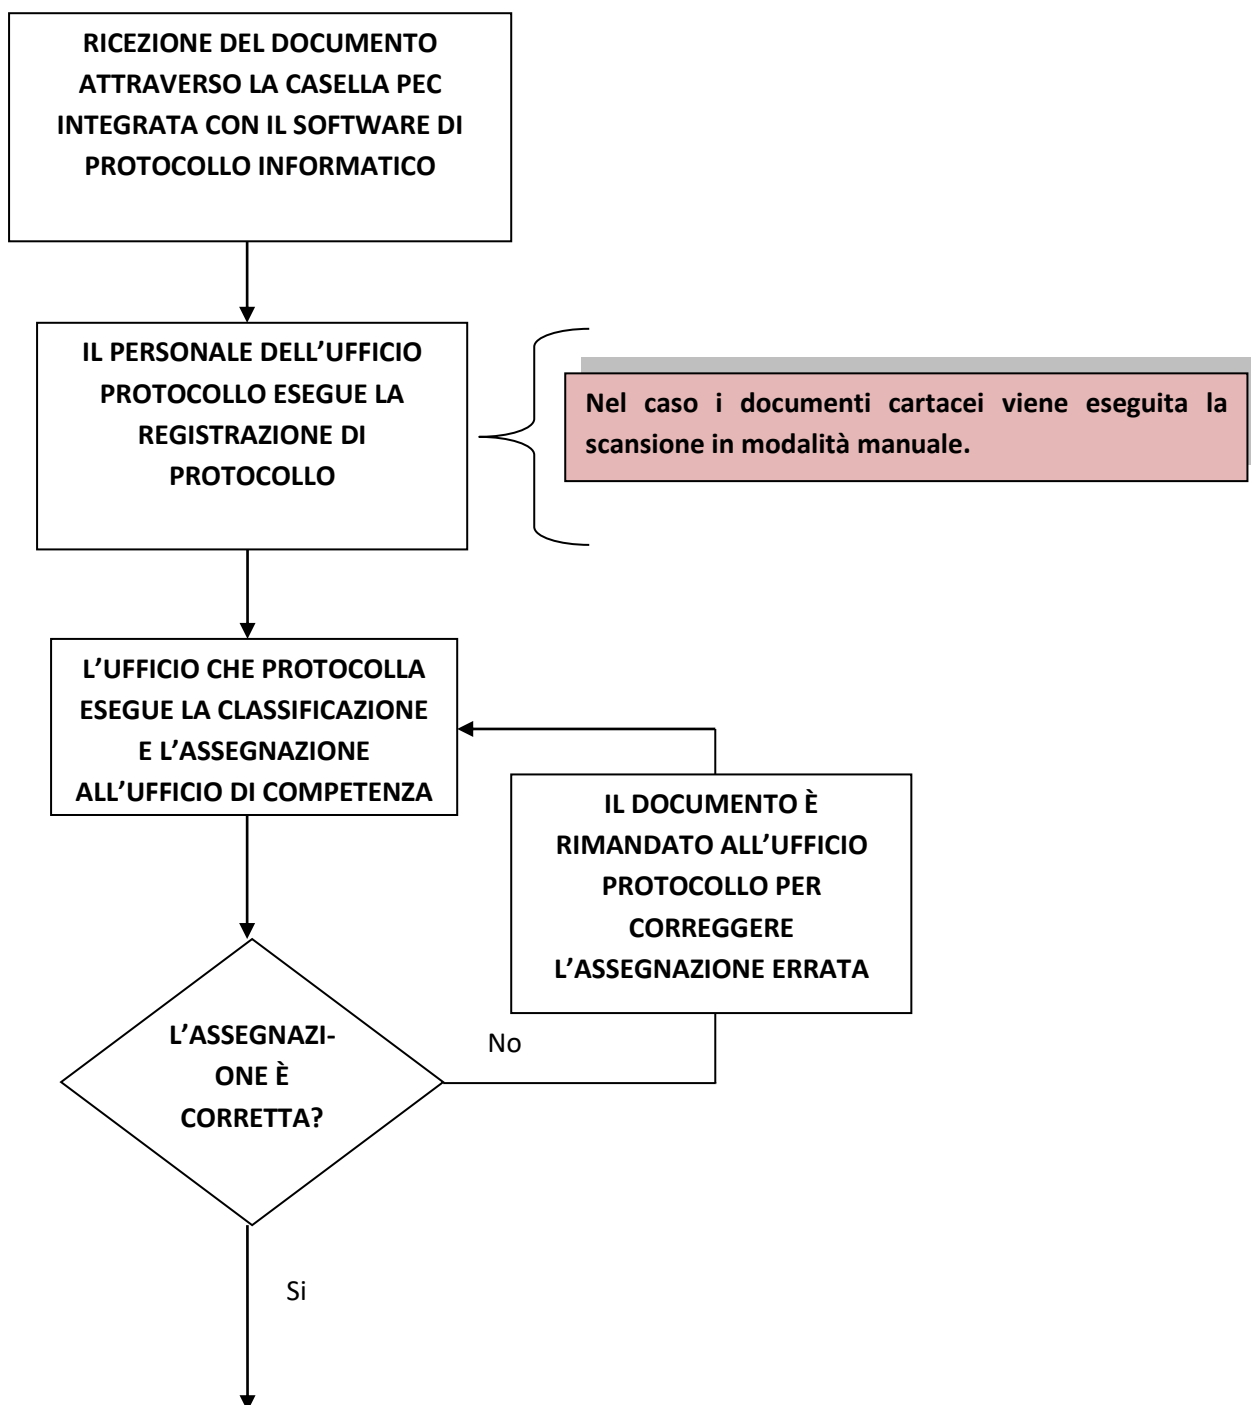 RICEZIONE DEL DOCUMENTO
ATTRAVERSO LA CASELLA PEC
INTEGRATA CON IL SOFTWARE DI
PROTOCOLLO INFORMATICO
IL PERSONALE DELL’UFFICIO
PROTOCOLLO ESEGUE LA
REGISTRAZIONE DI
PROTOCOLLO
Nel caso i documenti cartacei viene eseguita la
scansione in modalità manuale.
L’UFFICIO CHE PROTOCOLLA
ESEGUE LA CLASSIFICAZIONE
E L’ASSEGNAZIONE
ALL’UFFICIO DI COMPETENZA
IL DOCUMENTO È
RIMANDATO ALL’UFFICIO
PROTOCOLLO PER
CORREGGERE
L’ASSEGNAZIONE ERRATA
L’ASSEGNAZI-
ONE È
CORRETTA?
No
Si